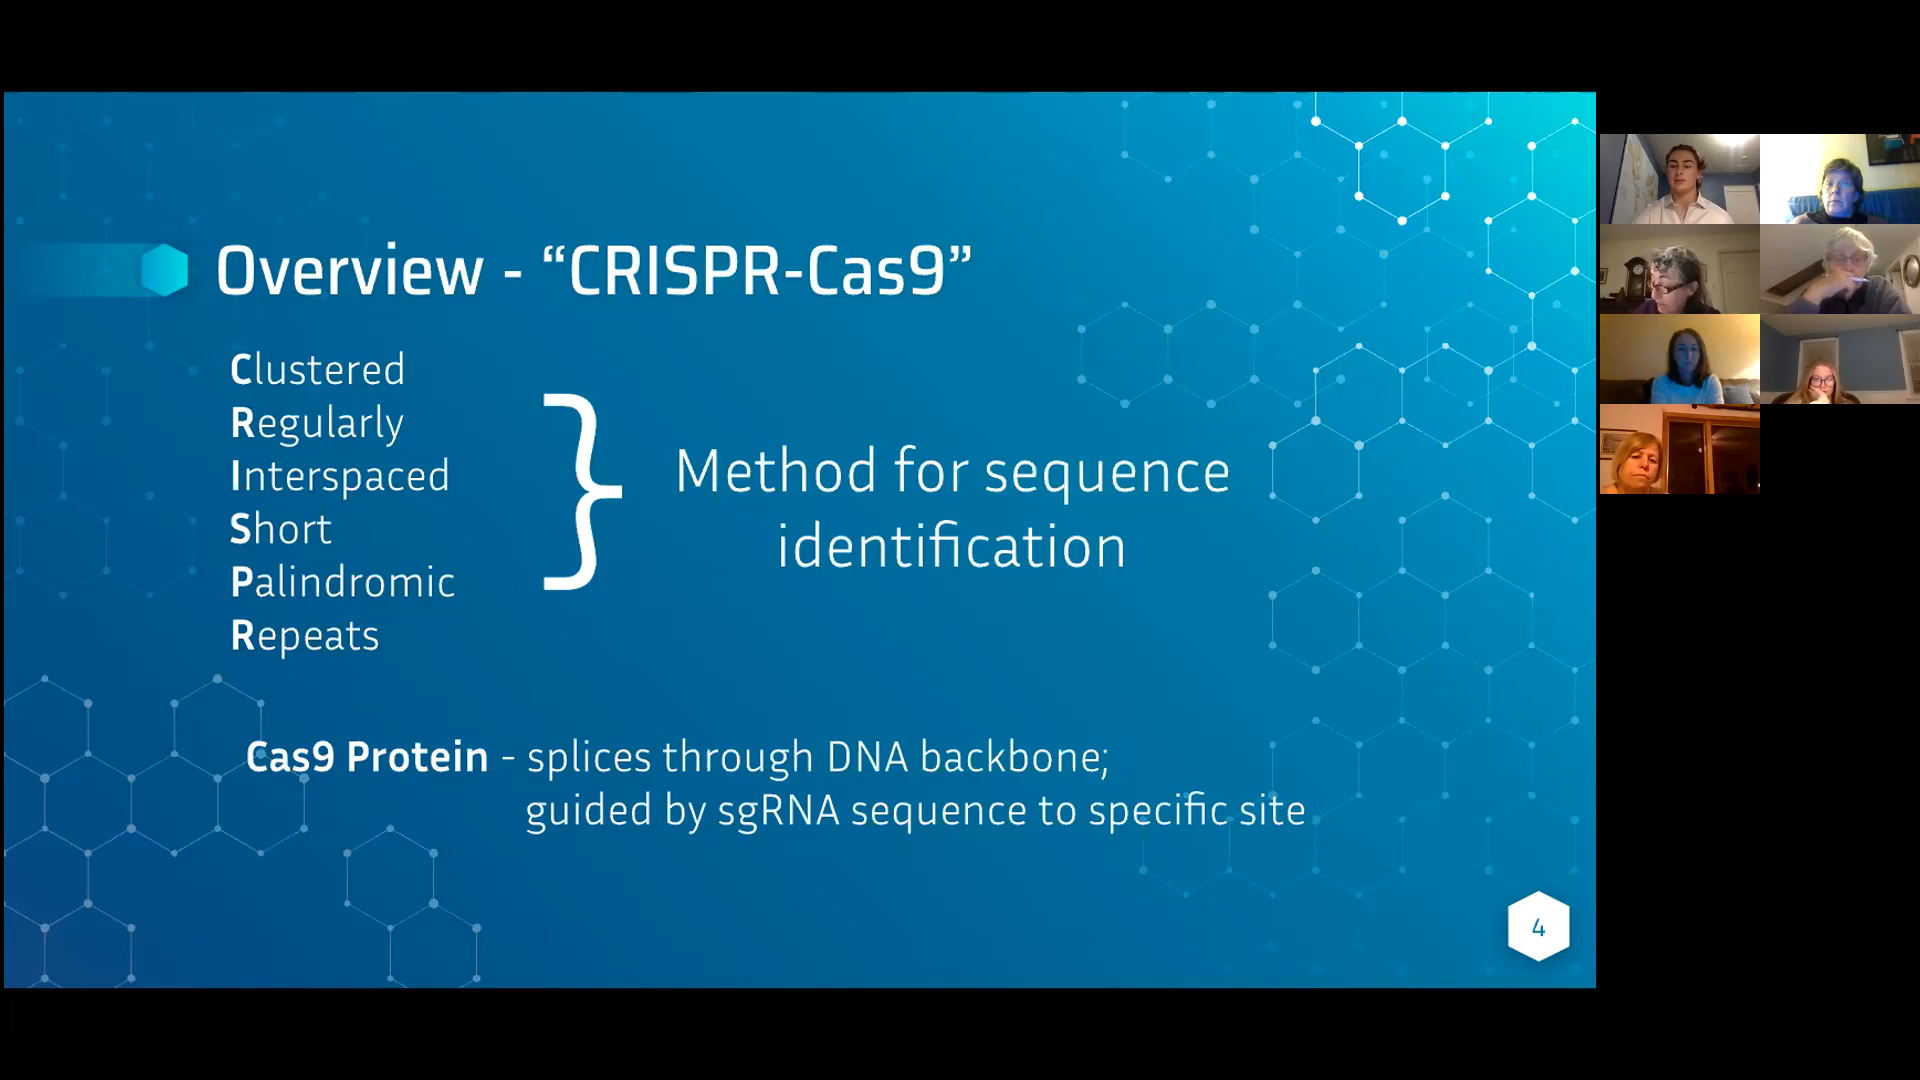 Overview - “CRISPR-Cas9”
Clustered
Regularly
Interspaced
Short
Palindromic
Repeats
Method for sequence
identification
Cas9 Protein - splices through DNA backbone;
guided by sgRNA sequence to specific site
4